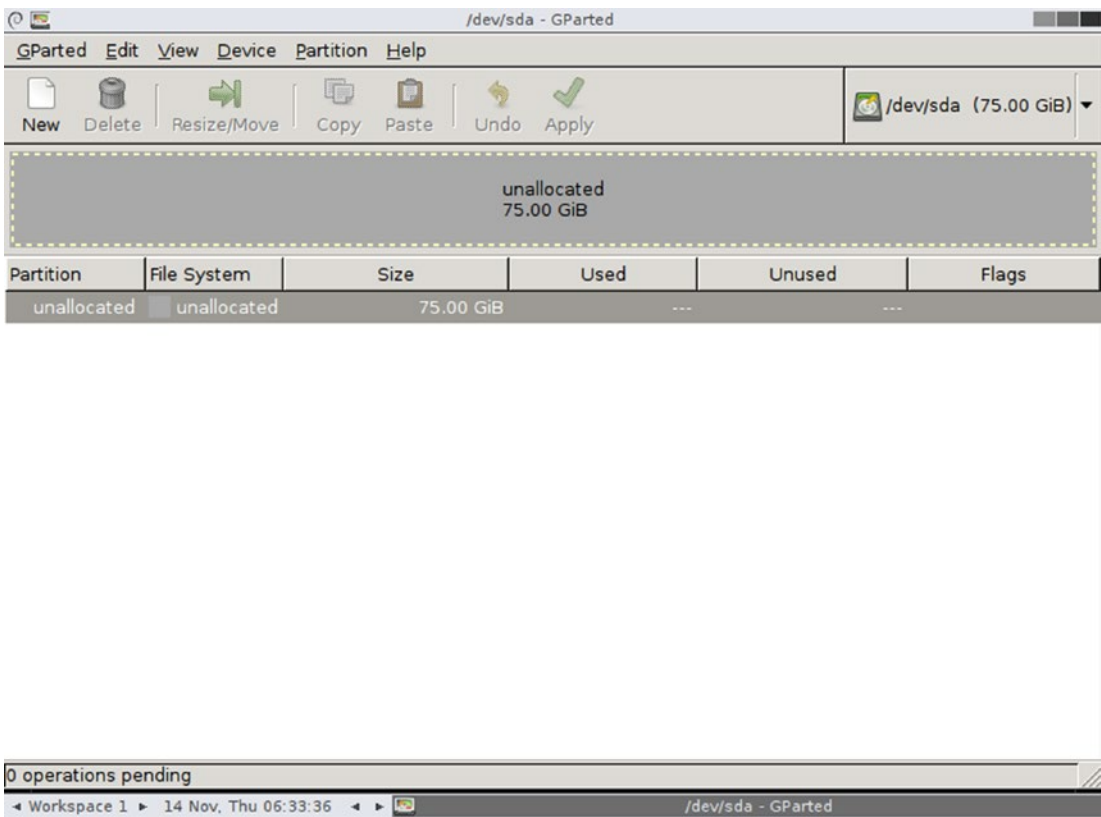 /dev/sda - GParted
GParted Edit View Device Partition Help
New Delete Resize/Move Copy Paste Undo Apply /dev/sda (75.00 GiB)
unallocated
75.00 GiB
Partition File System Size Used Unused Flags
unallocated unallocated 75.00 GiB --- ---
0 operations pending
Workspace 1 14 Nov, Thu 06:33:36 /dev/sda - GParted